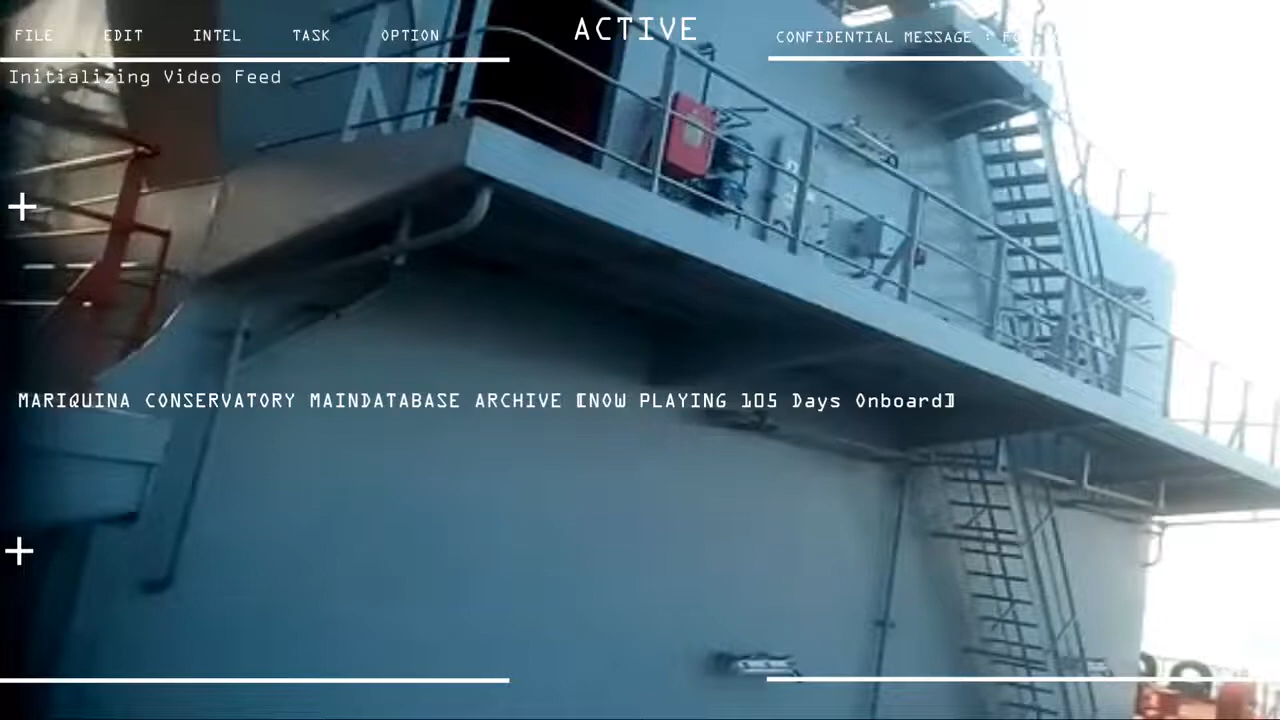 FILE EDIT INTEL TASK OPTION
ACTIVE
CONFIDENTIAL MESSAGE :
Initializing Video Feed
MARIQUINA CONSERVATORY MAINDATABASE ARCHIVE [NOW PLAYING 105 Days Onboard]